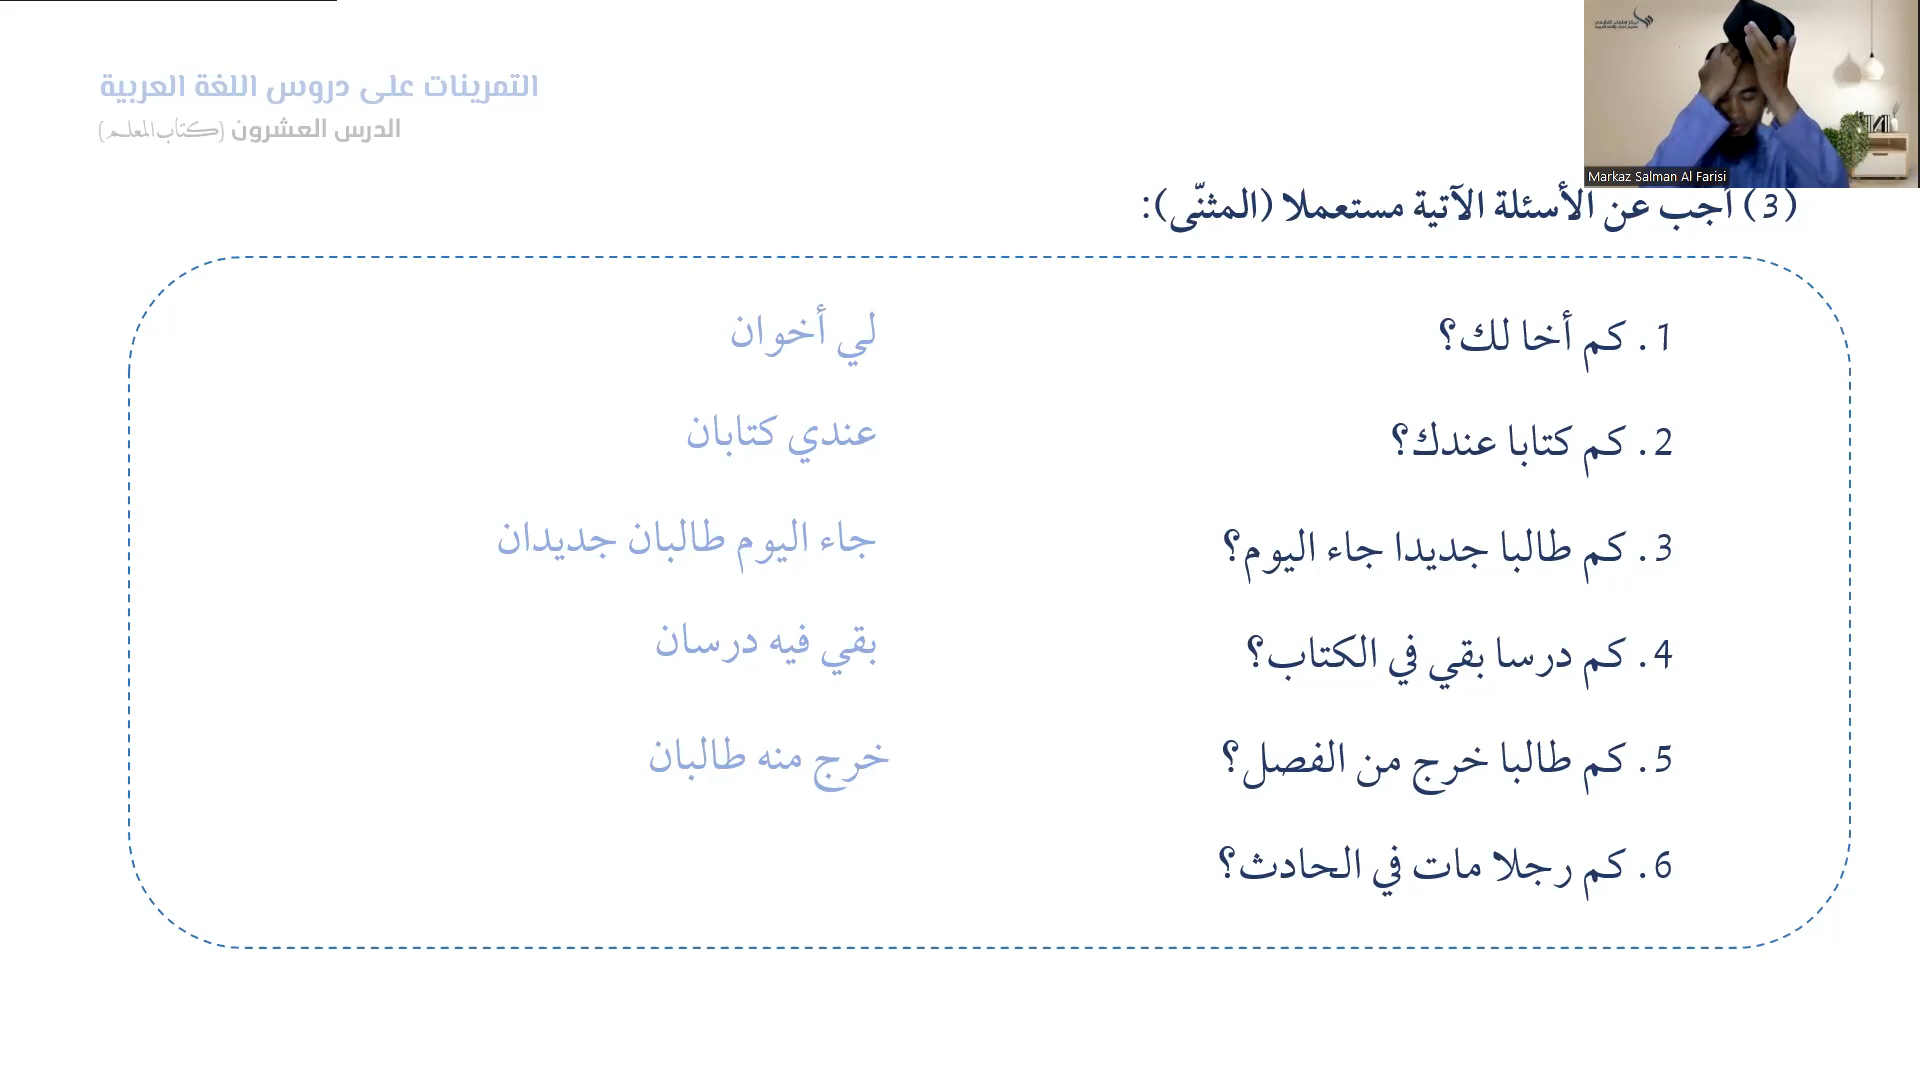 التمرينات على دروس اللغة العربية
الدرس العشرون (كتاب المعلم)
Markaz Salman Al Farisi
(3) أجب عن الأسئلة الآتية مستعملا (المثنّى):
1. كم أخا لك؟
لي أخوان
2. كم كتابا عندك؟
عندي كتابان
3. كم طالبا جديدا جاء اليوم؟
جاء اليوم طالبان جديدان
4. كم درسا بقي في الكتاب؟
بقي فيه درسان
5. كم طالبا خرج من الفصل؟
خرج منه طالبان
6. كم رجلا مات في الحادث؟